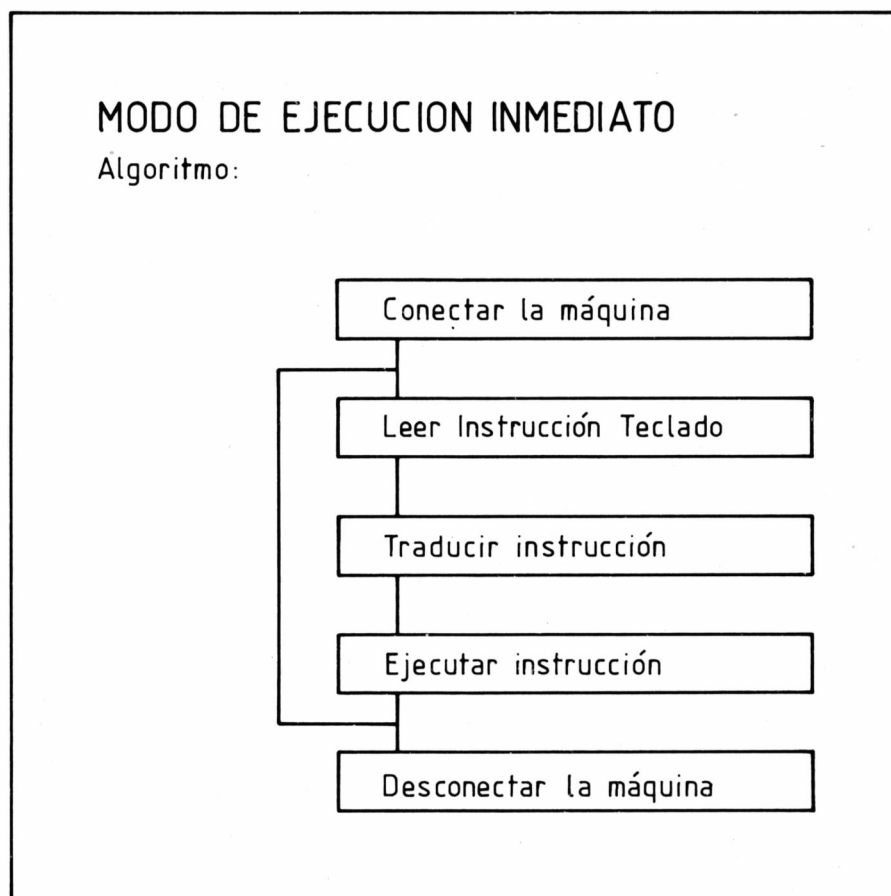 MODO DE EJECUCION INMEDIATO
Algoritmo:
Conectar la máquina
Leer Instrucción Teclado
Traducir instrucción
Ejecutar instrucción
Desconectar la máquina